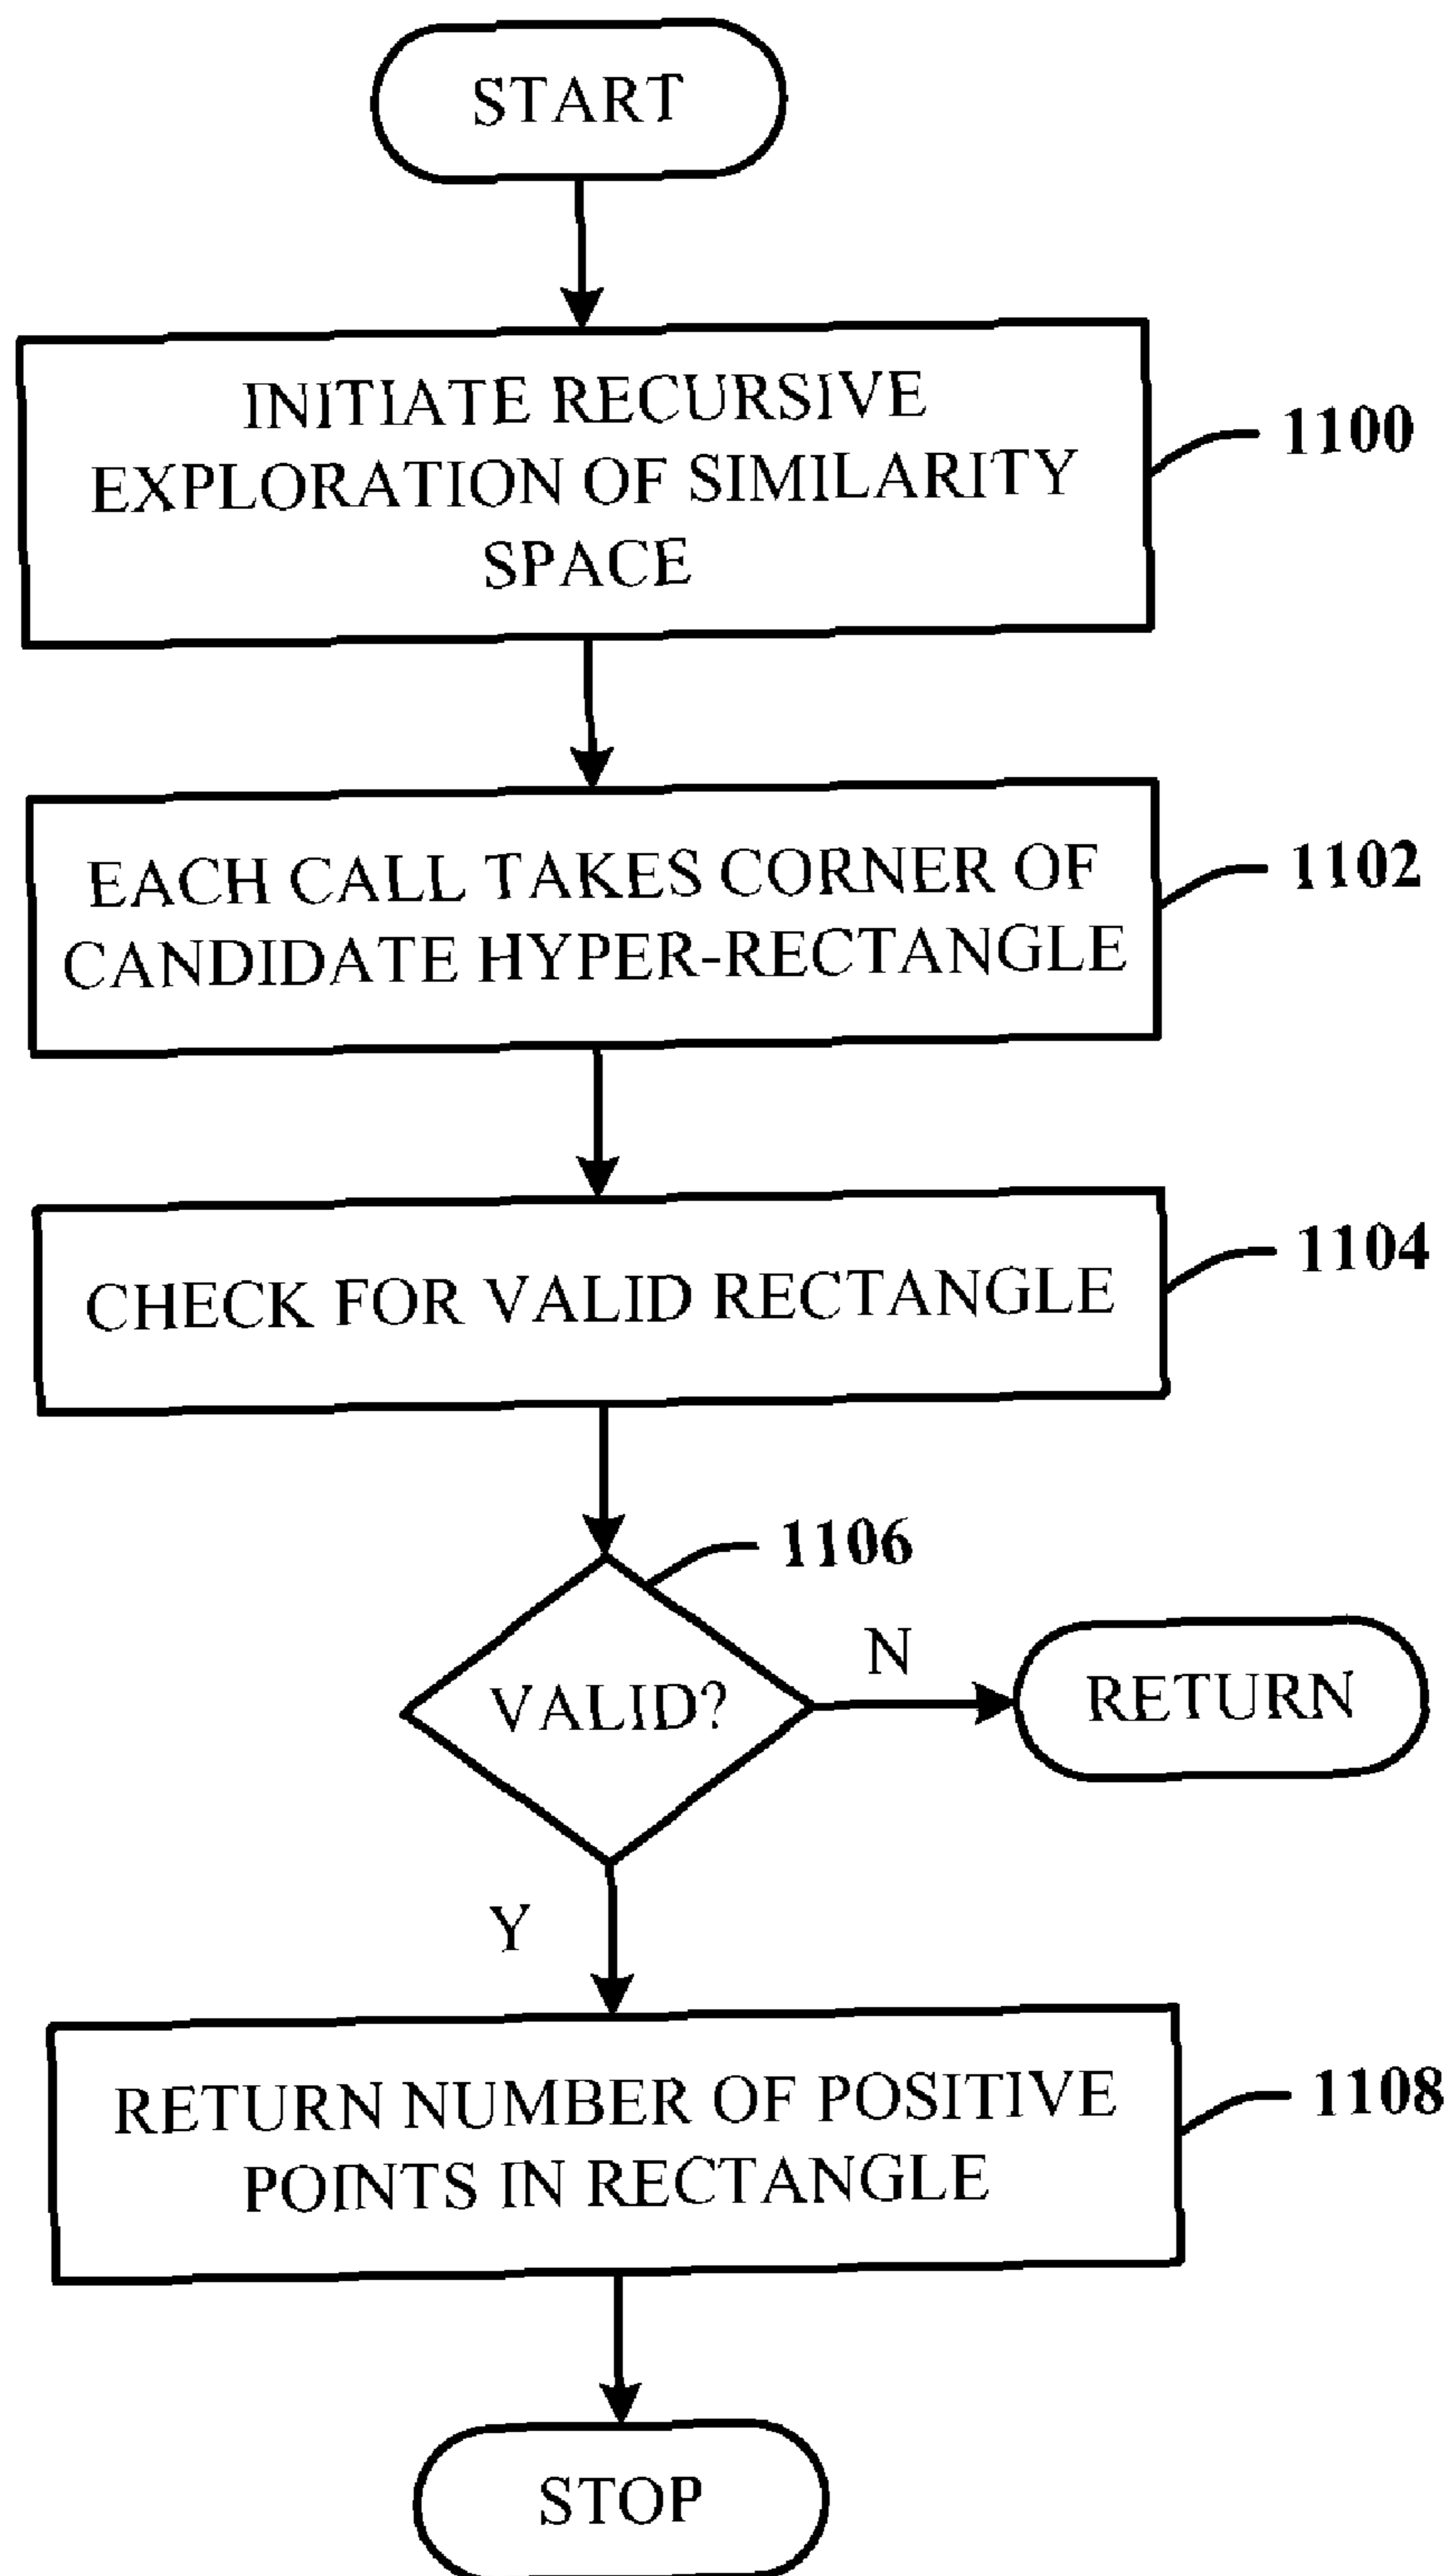 START
INITIATE RECURSIVE
EXPLORATION OF SIMILARITY
SPACE
1100
EACH CALL TAKES CORNER OF
CANDIDATE HYPER-RECTANGLE
1102
CHECK FOR VALID RECTANGLE
1104
1106
VALID?
N
RETURN
Y
RETURN NUMBER OF POSITIVE
POINTS IN RECTANGLE
1108
STOP